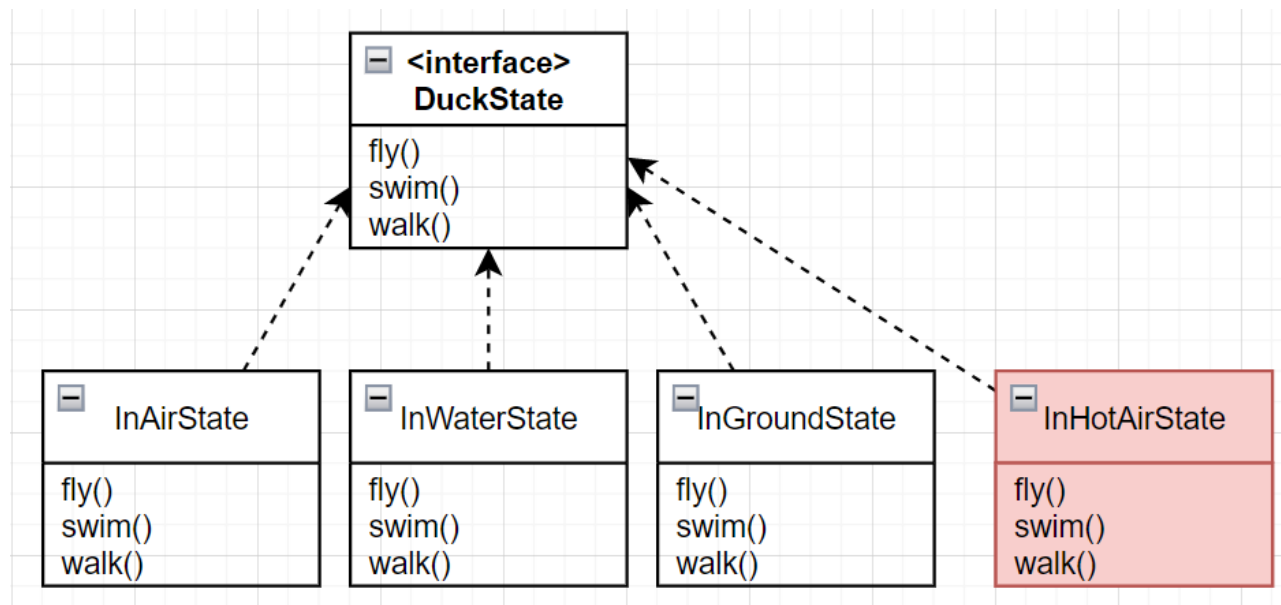 <interface>
DuckState
fly()
swim()
walk()
InAirState
fly()
swim()
walk()
InWaterState
fly()
swim()
walk()
InGroundState
fly()
swim()
walk()
InHotAirState
fly()
swim()
walk()